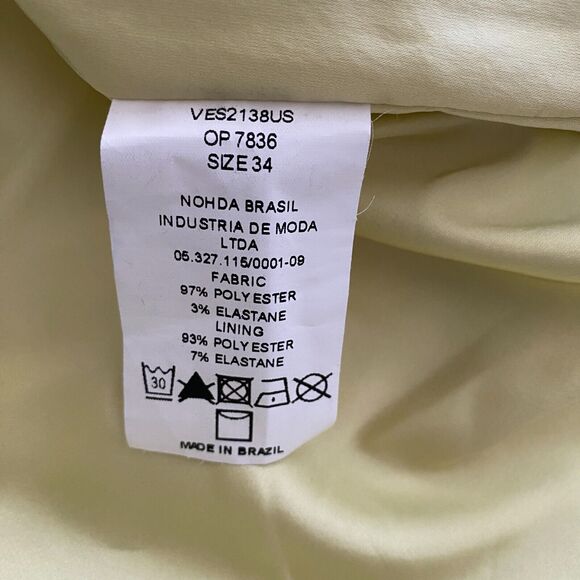 VES2138US
OP 7836
SIZE 34
NOHDA BRASIL
INDUSTRIA DE MODA
LTDA
05.327.115/0001-09
FABRIC
97% POLYESTER
3% ELASTANE
LINING
93% POLYESTER
7% ELASTANE
30
MADE IN BRAZIL